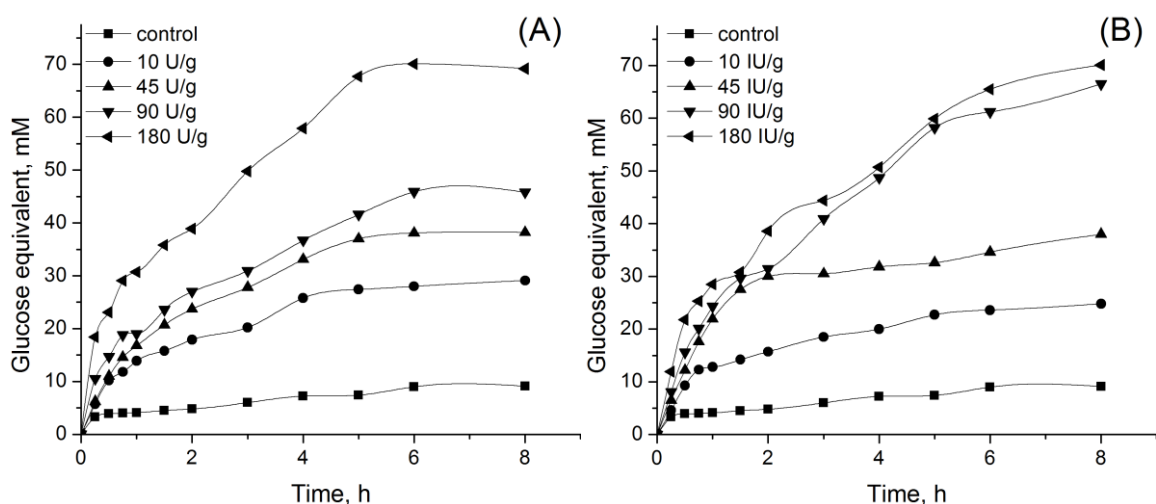 (A)
control
10 U/g
45 U/g
90 U/g
180 U/g
70
60
50
40
30
20
10
0
0 2 4 6 8
Glucose equivalent, mM
Time, h
(B)
control
10 IU/g
45 IU/g
90 IU/g
180 IU/g
70
60
50
40
30
20
10
0
0 2 4 6 8
Glucose equivalent, mM
Time, h